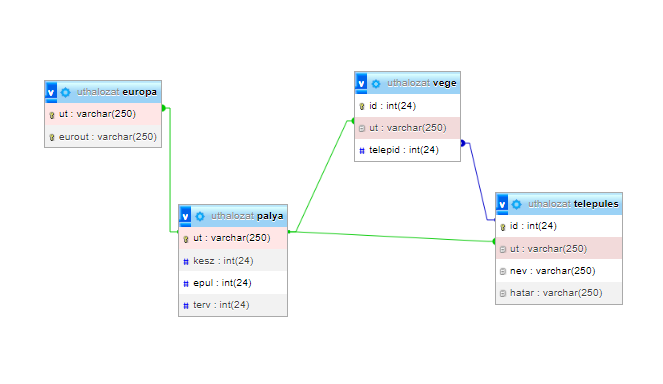 uthalozat europa
ut : varchar(250)
eurout : varchar(250)
uthalozat vege
id : int(24)
ut : varchar(250)
telepid : int(24)
uthalozat palya
ut : varchar(250)
kesz : int(24)
epul : int(24)
terv : int(24)
uthalozat telepules
id : int(24)
ut : varchar(250)
nev : varchar(250)
hatar : varchar(250)